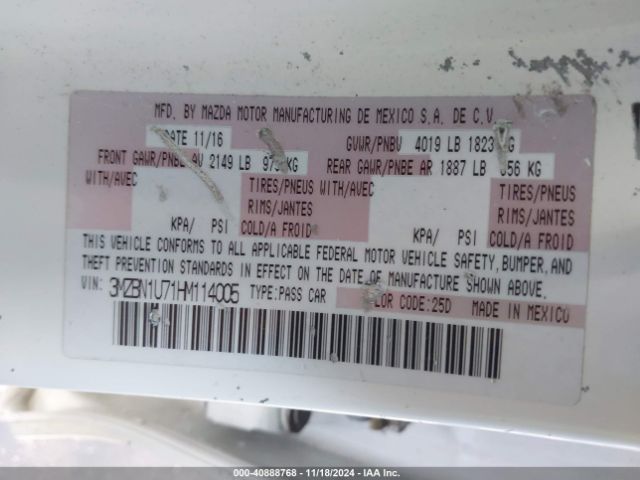 MFD. BY MAZDA MOTOR MANUFACTURING DE MEXICO S.A. DE C.V.
DATE 11/16 GVWR/PNBV 4019 LB 1823 KG
FRONT GAWR/PNBE AV 2149 LB KG REAR GAWR/PNBE AR 1887 LB KG
WITH/AVEC TIRES/PNEUS WITH/AVEC TIRES/PNEUS
RIMS/JANTES RIMS/JANTES
KPA/ PSI COLD/A FROID KPA/ PSI COLD/A FROID
THIS VEHICLE CONFORMS TO ALL APPLICABLE FEDERAL MOTOR VEHICLE SAFETY, BUMPER, AND
THEFT PREVENTION STANDARDS IN EFFECT ON THE DATE OF MANUFACTURE SHOWN ABOVE.
VIN: 3MZBN1U71HM114005 TYPE:PASS CAR COLOR CODE:25D MADE IN MEXICO
000-40888768 - 11/18/2024 - IAA Inc.